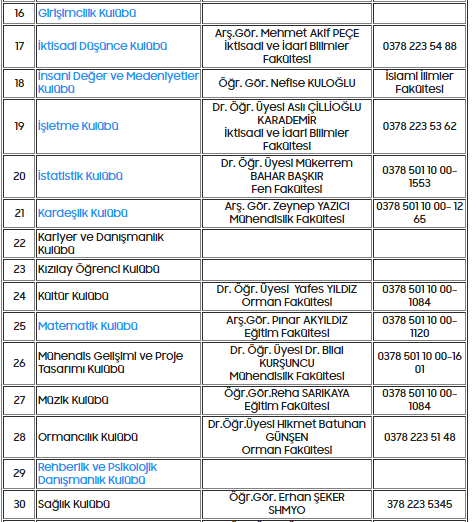 16 Girişimcilik Kulübü
17 İktisadi Düşünce Kulübü Arş.Gör. Mehmet Akif PEÇE
İktisadi ve İdari Bilimler
Fakültesi 0378 223 54 88
18 İnsani Değer ve Medeniyetler
Kulübü Öğr. Gör. Nefise KULOĞLU İslami İlimler
Fakültesi
19 İşletme Kulübü Dr. Öğr. Üyesi Aslı ÇİLLİOĞLU
KARADEMİR
İktisadi ve İdari Bilimler
Fakültesi 0378 223 53 62
20 İstatistik Kulübü Dr. Öğr. Üyesi Mükerrem
BAHAR BAŞKIR
Fen Fakültesi 0378 501 10 00-
1553
21 Kardeşlik Kulübü Arş. Gör. Zeynep YAZICI
Mühendislik Fakültesi 0378 501 10 00- 12
65
22 Kariyer ve Danışmanlık
Kulübü
23 Kızılay Öğrenci Kulübü
24 Kültür Kulübü Dr. Öğr. Üyesi Yafes YILDIZ
Orman Fakültesi 0378 501 10 00-
1084
25 Matematik Kulübü Arş.Gör. Pınar AKYILDIZ
Eğitim Fakültesi 0378 501 10 00-
1120
26 Mühendis Gelişimi ve Proje
Tasarımı Kulübü Dr. Öğr. Üyesi Dr. Bilal
KURŞUNCU
Mühendislik Fakültesi 0378 501 10 00-16
01
27 Müzik Kulübü Öğr.Gör.Reha SARIKAYA
Eğitim Fakültesi 0378 501 10 00-
1084
28 Ormancılık Kulübü Dr.Öğr.Üyesi Hikmet Batuhan
GÜNŞEN
Orman Fakültesi 0378 223 51 48
29 Rehberlik ve Psikolojik
Danışmanlık Kulübü
30 Sağlık Kulübü Öğr.Gör. Erhan ŞEKER
SHMYO 378 223 5345